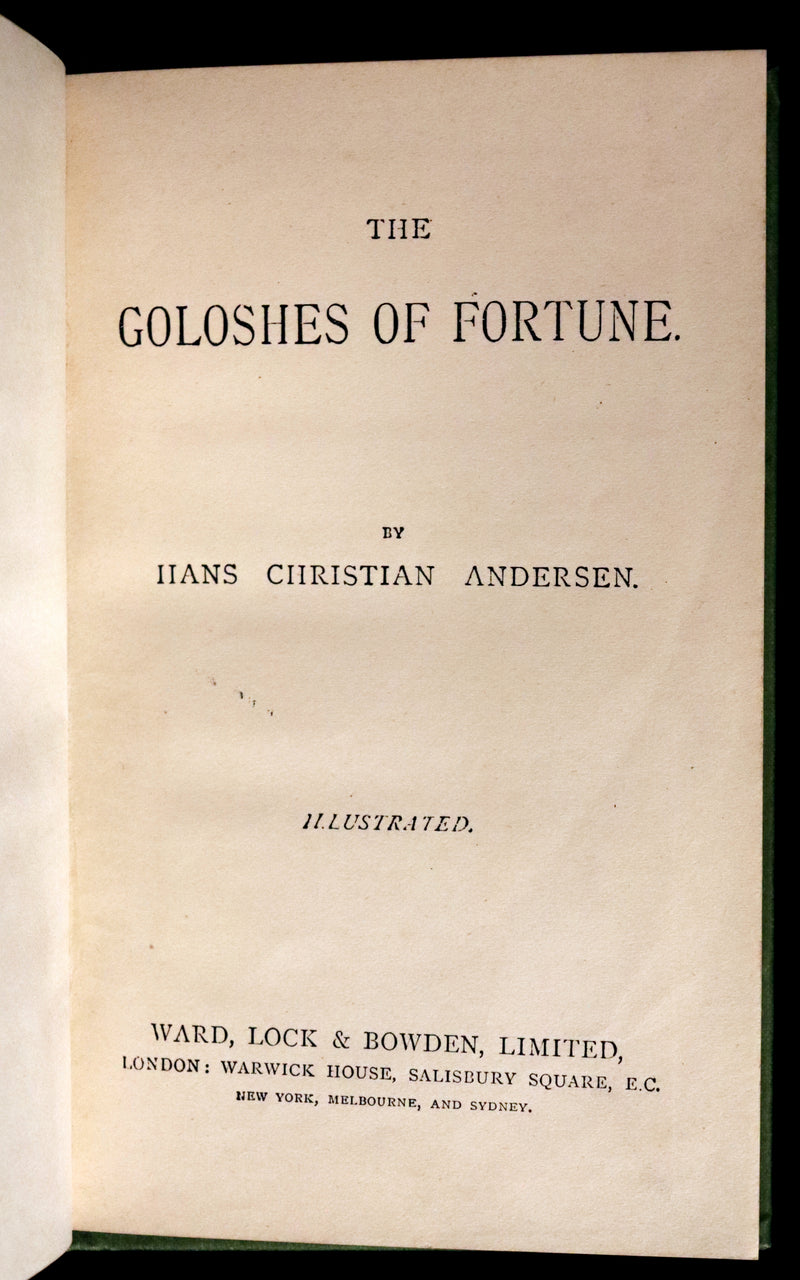 THE
GOLOSHES OF FORTUNE.
BY
HANS CHRISTIAN ANDERSEN.
ILLUSTRATED.
WARD, LOCK & BOWDEN, LIMITED,
LONDON: WARWICK HOUSE, SALISBURY SQUARE, E.C.
NEW YORK, MELBOURNE, AND SYDNEY.